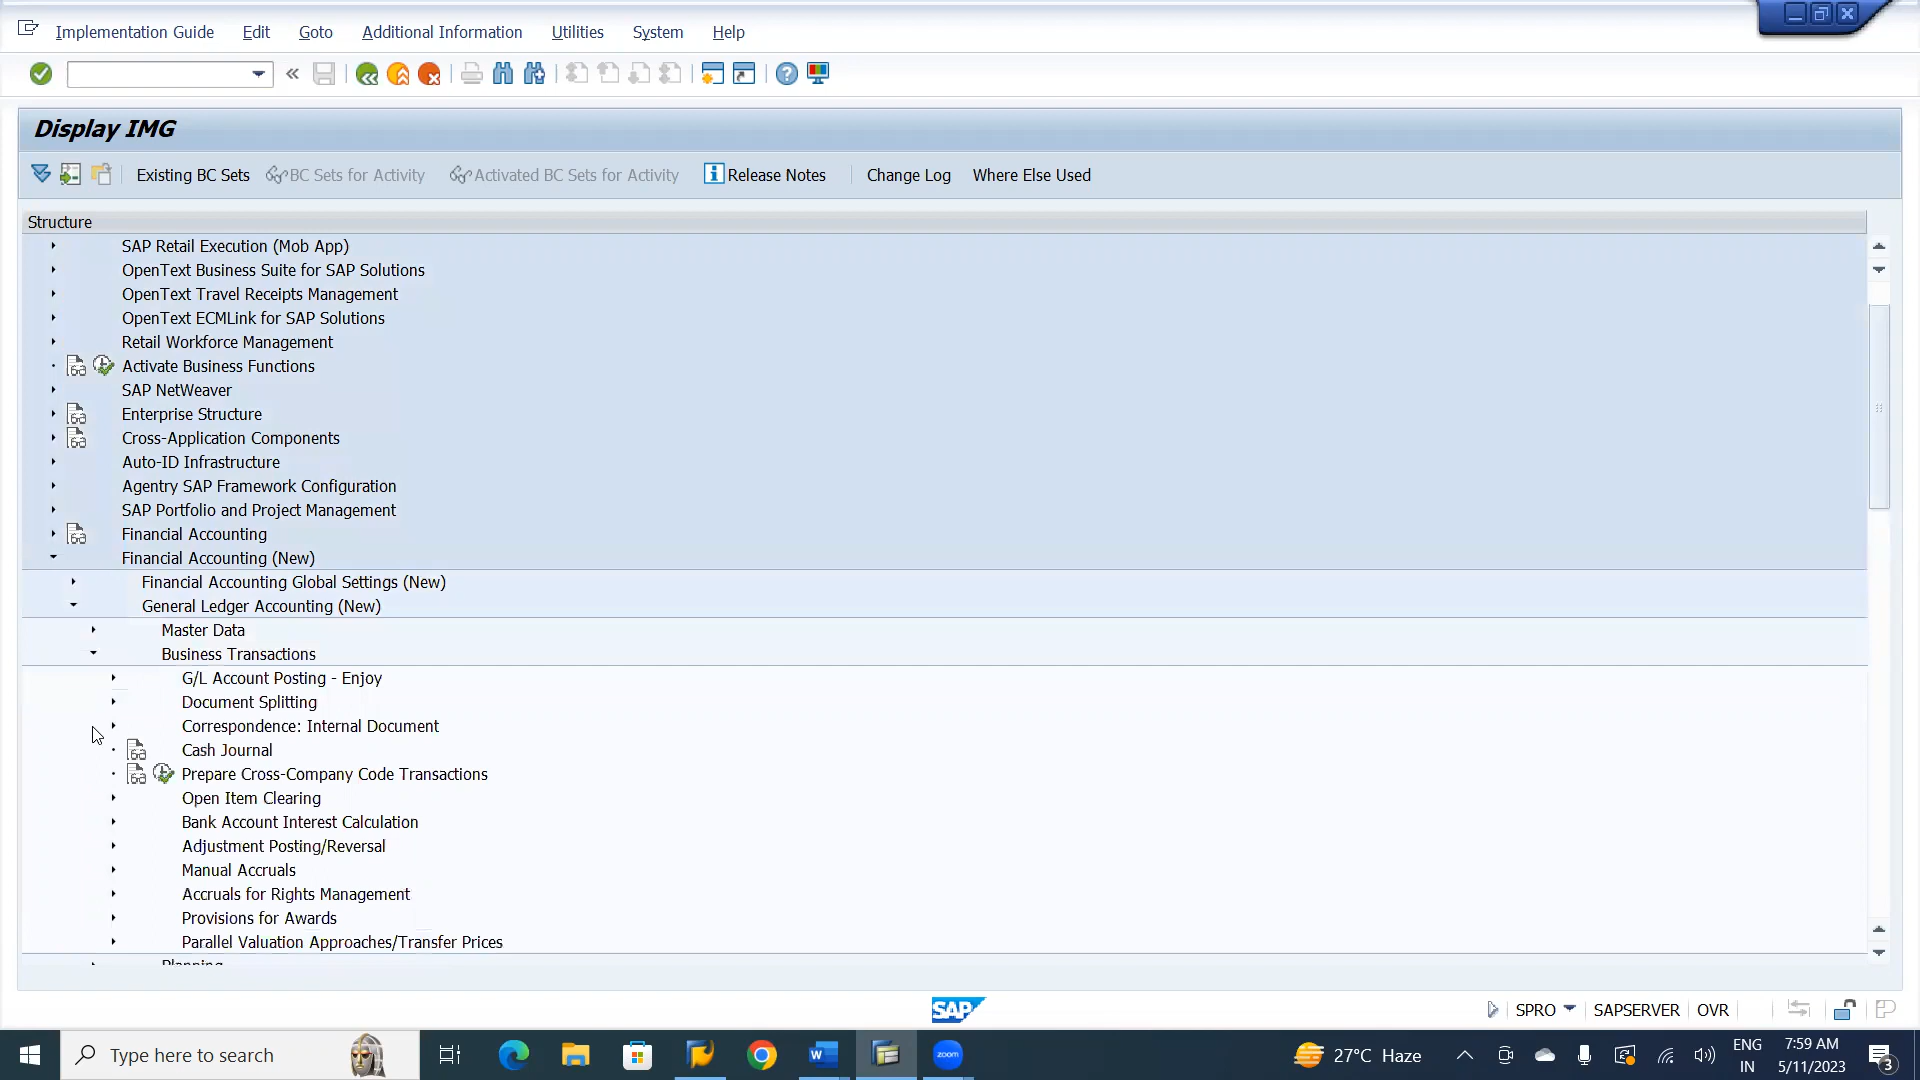 Implementation Guide Edit Goto Additional Information Utilities System Help
Display IMG
Existing BC Sets BC Sets for Activity Activated BC Sets for Activity Release Notes Change Log Where Else Used
Structure
SAP Retail Execution (Mob App)
OpenText Business Suite for SAP Solutions
OpenText Travel Receipts Management
OpenText ECMLink for SAP Solutions
Retail Workforce Management
Activate Business Functions
SAP NetWeaver
Enterprise Structure
Cross-Application Components
Auto-ID Infrastructure
Agentry SAP Framework Configuration
SAP Portfolio and Project Management
Financial Accounting
Financial Accounting (New)
Financial Accounting Global Settings (New)
General Ledger Accounting (New)
Master Data
Business Transactions
G/L Account Posting - Enjoy
Document Splitting
Correspondence: Internal Document
Cash Journal
Prepare Cross-Company Code Transactions
Open Item Clearing
Bank Account Interest Calculation
Adjustment Posting/Reversal
Manual Accruals
Accruals for Rights Management
Provisions for Awards
Parallel Valuation Approaches/Transfer Prices
Planning
SAP SPRO SAPSERVER OVR
Type here to search zoom 27°C Haze ENG 7:59 AM
IN 5/11/2023 3